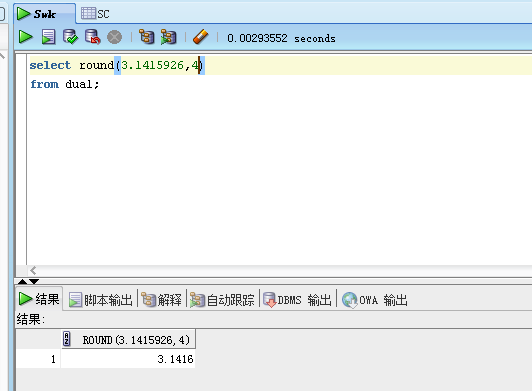 Swk SC
0.00293552 seconds
select round(3.1415926,4)
from dual;
结果 脚本输出 解释 自动跟踪 DBMS 输出 OWA 输出
结果:
ROUND(3.1415926,4)
1 3.1416